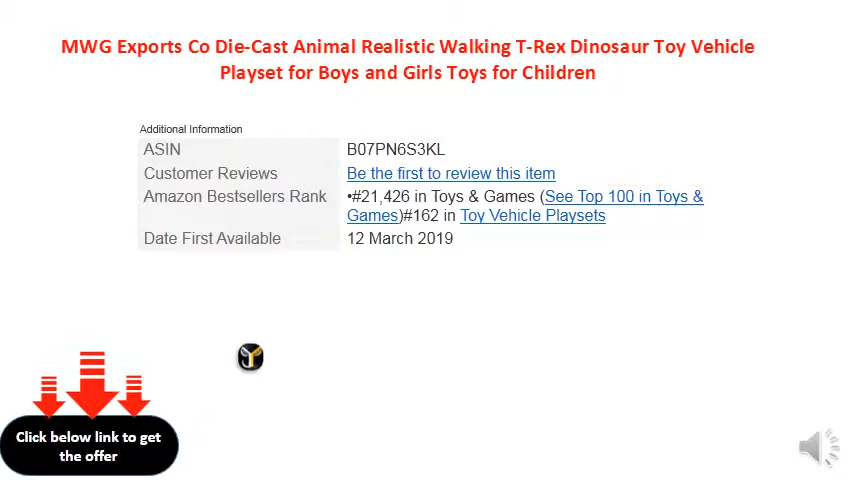 MWG Exports Co Die-Cast Animal Realistic Walking T-Rex Dinosaur Toy Vehicle
Playset for Boys and Girls Toys for Children
Additional Information
ASIN B07PN6S3KL
Customer Reviews Be the first to review this item
Amazon Bestsellers Rank •#21,426 in Toys & Games (See Top 100 in Toys &
Games)#162 in Toy Vehicle Playsets
Date First Available 12 March 2019
Click below link to get
the offer